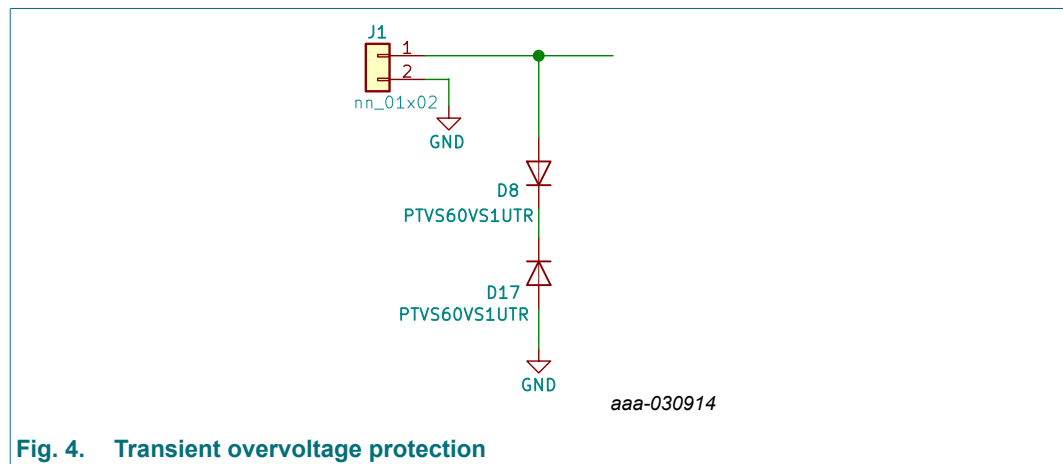 J1
1
2
nn_01x02
GND
D8
PTVS60VS1UTR
D17
PTVS60VS1UTR
GND
aaa-030914
Fig. 4. Transient overvoltage protection